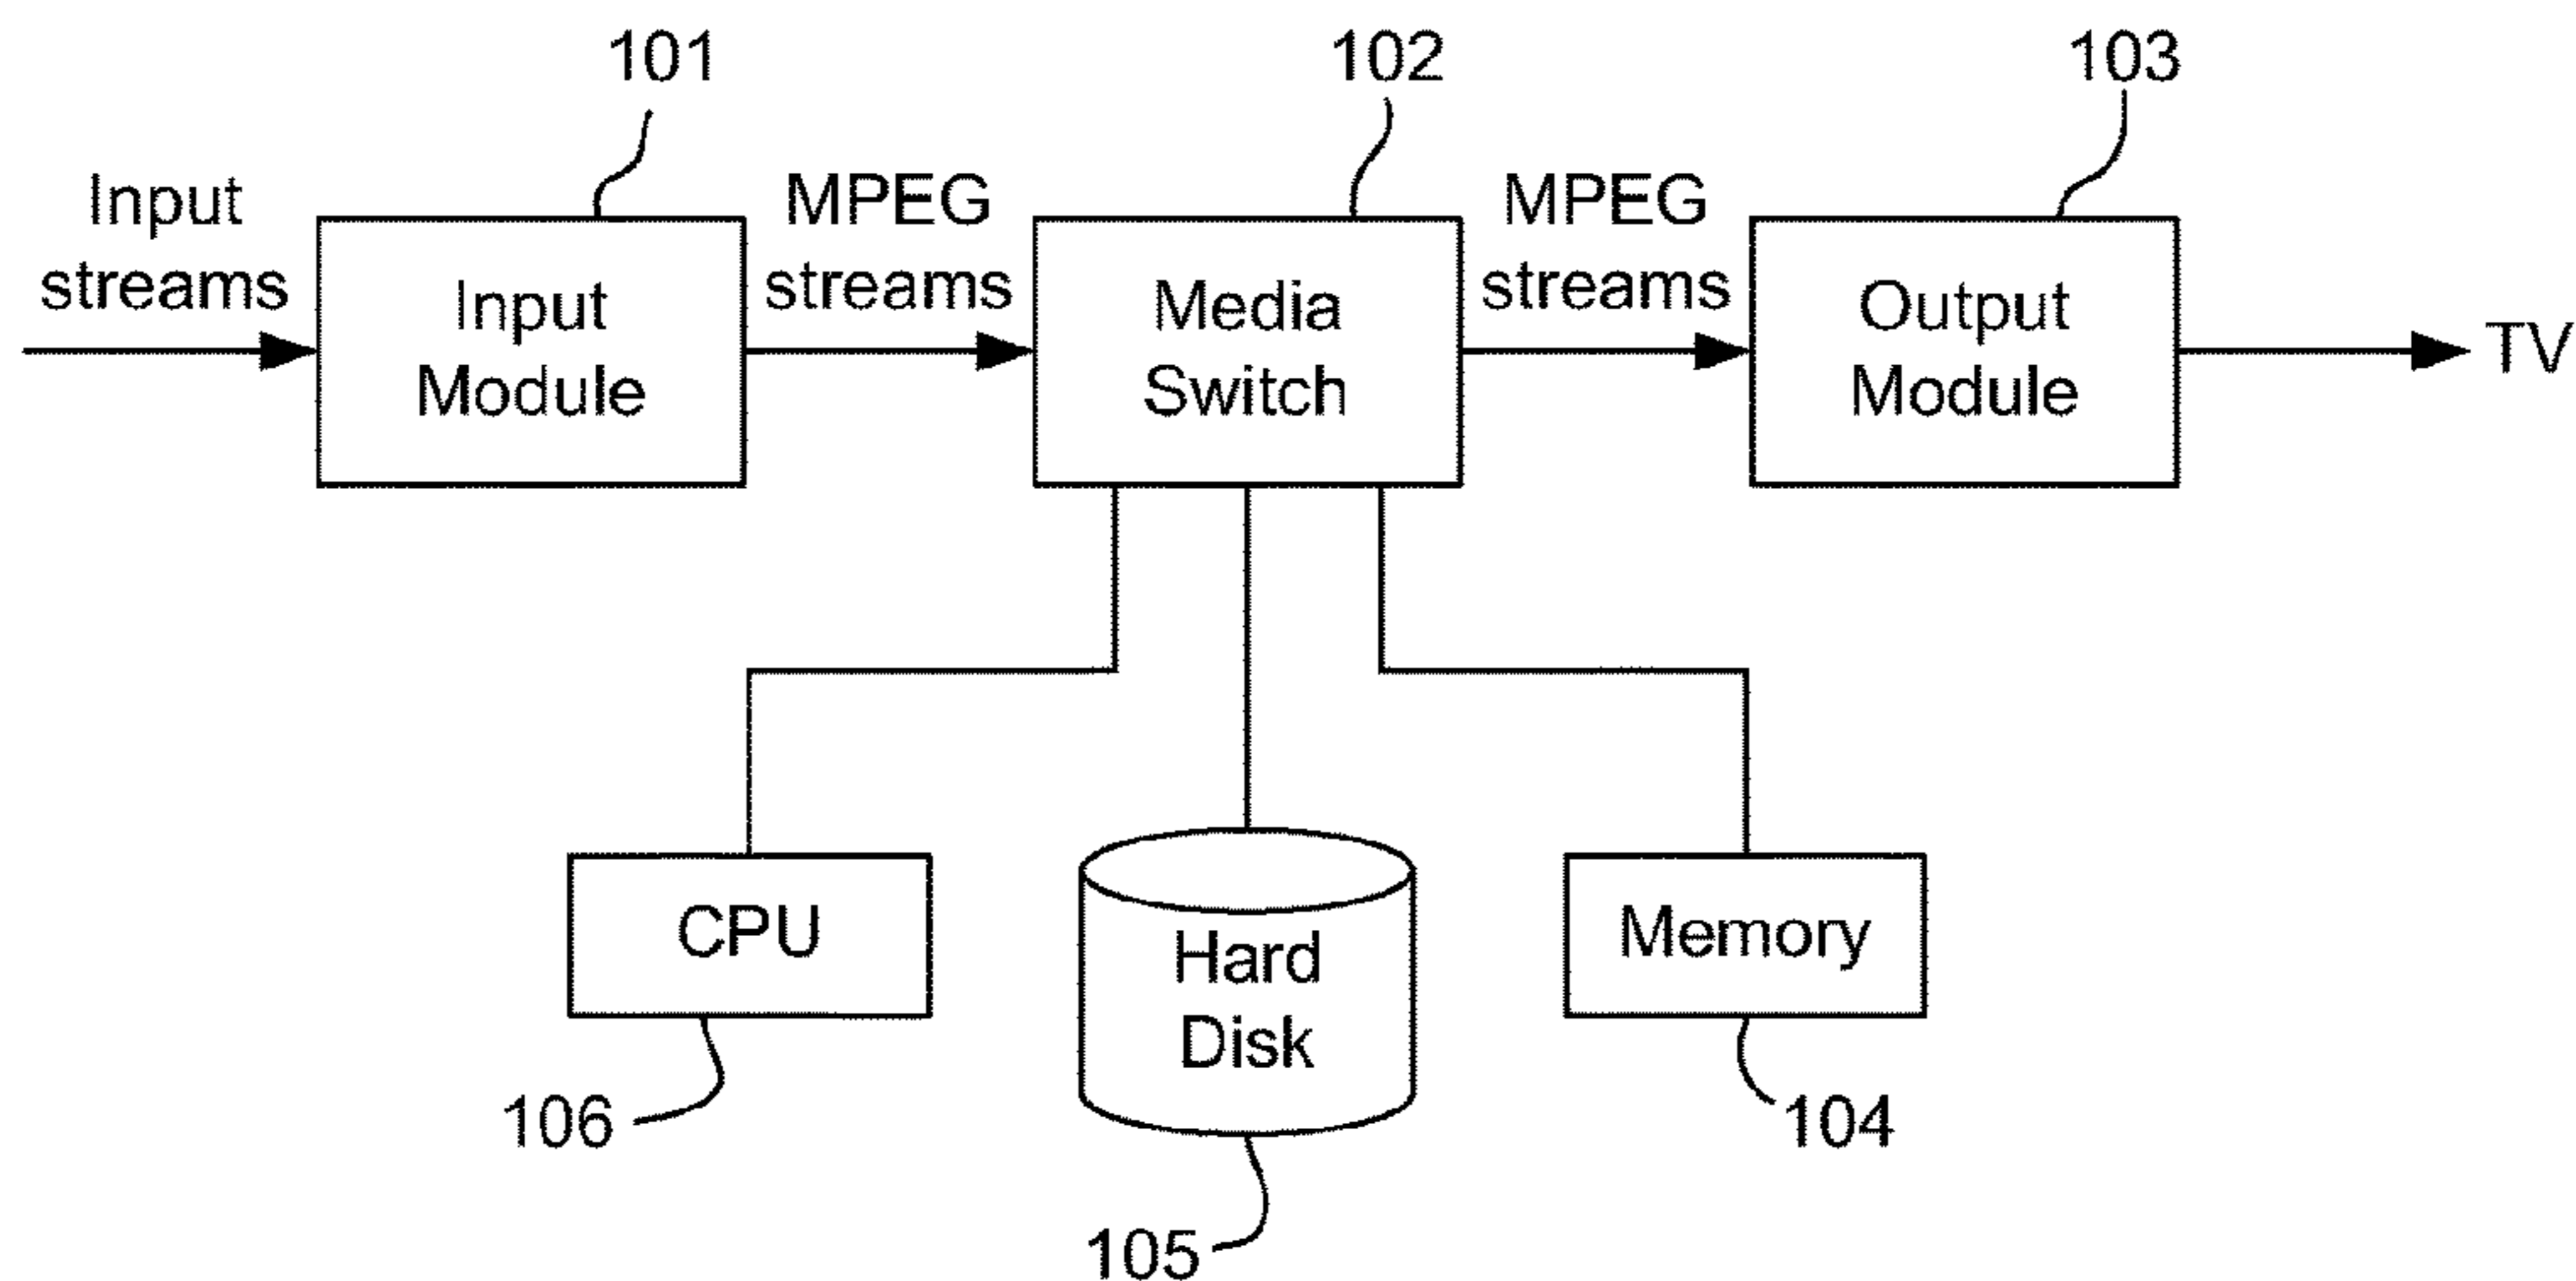 101
102
103
Input
streams
MPEG
streams
MPEG
streams
Input
Module
Media
Switch
Output
Module
TV
CPU
Hard
Disk
Memory
106
104
105